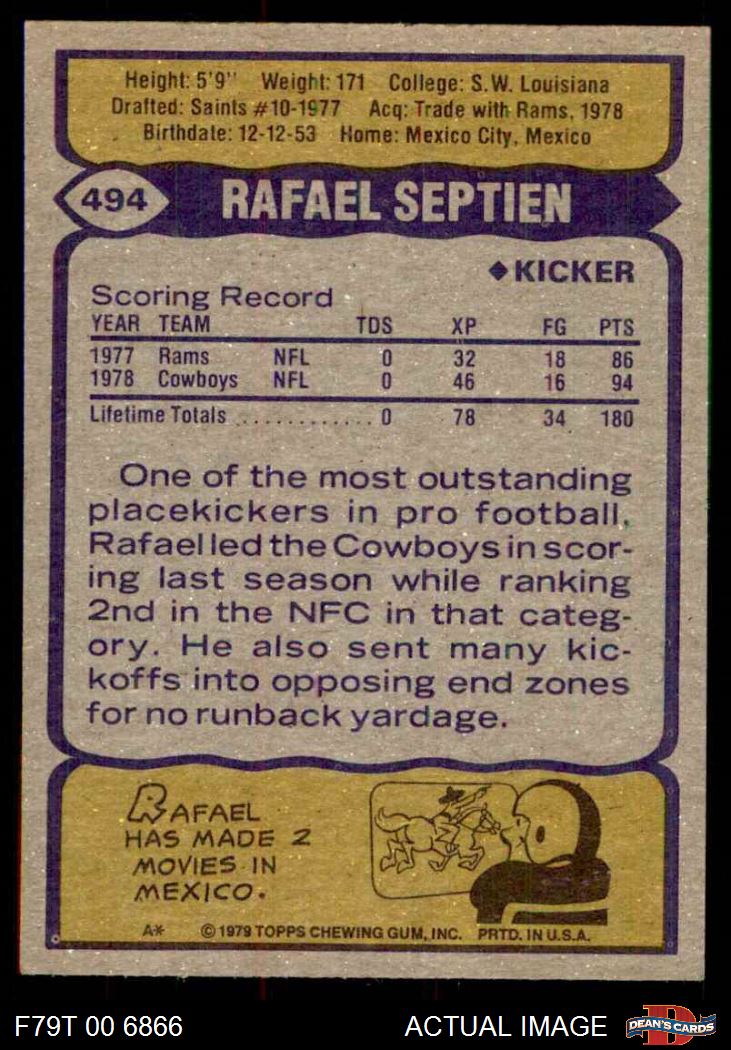 Height: 5'9" Weight: 171 College: S.W. Louisiana
Drafted: Saints #10-1977 Acq: Trade with Rams, 1978
Birthdate: 12-12-53 Home: Mexico City, Mexico
494 RAFAEL SEPTIEN
◆KICKER
Scoring Record
YEAR TEAM TDS XP FG PTS
1977 Rams NFL 0 32 18 86
1978 Cowboys NFL 0 46 16 94
Lifetime Totals ............. 0 78 34 180
One of the most outstanding
placekickers in pro football,
Rafael led the Cowboys in scor-
ing last season while ranking
2nd in the NFC in that categ-
ory. He also sent many kic-
koffs into opposing end zones
for no runback yardage.
RAFAEL
HAS MADE 2
MOVIES IN
MEXICO.
A* © 1979 TOPPS CHEWING GUM, INC. PRTD. IN U.S.A.
F79T 00 6866 ACTUAL IMAGE D DEAN'S CARDS